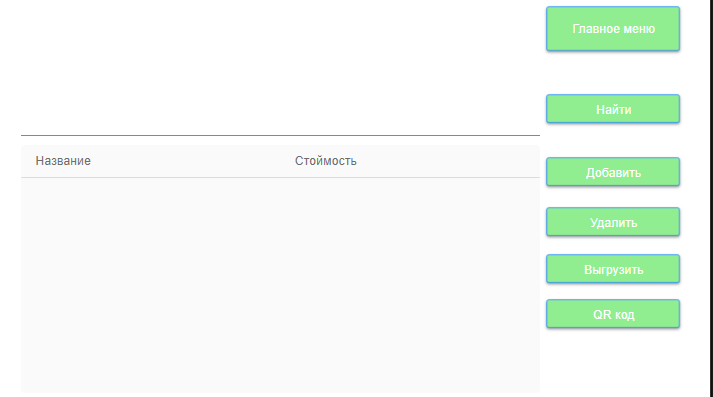 Главное меню
Найти
Название Стоймость
Добавить
Удалить
Выгрузить
QR код